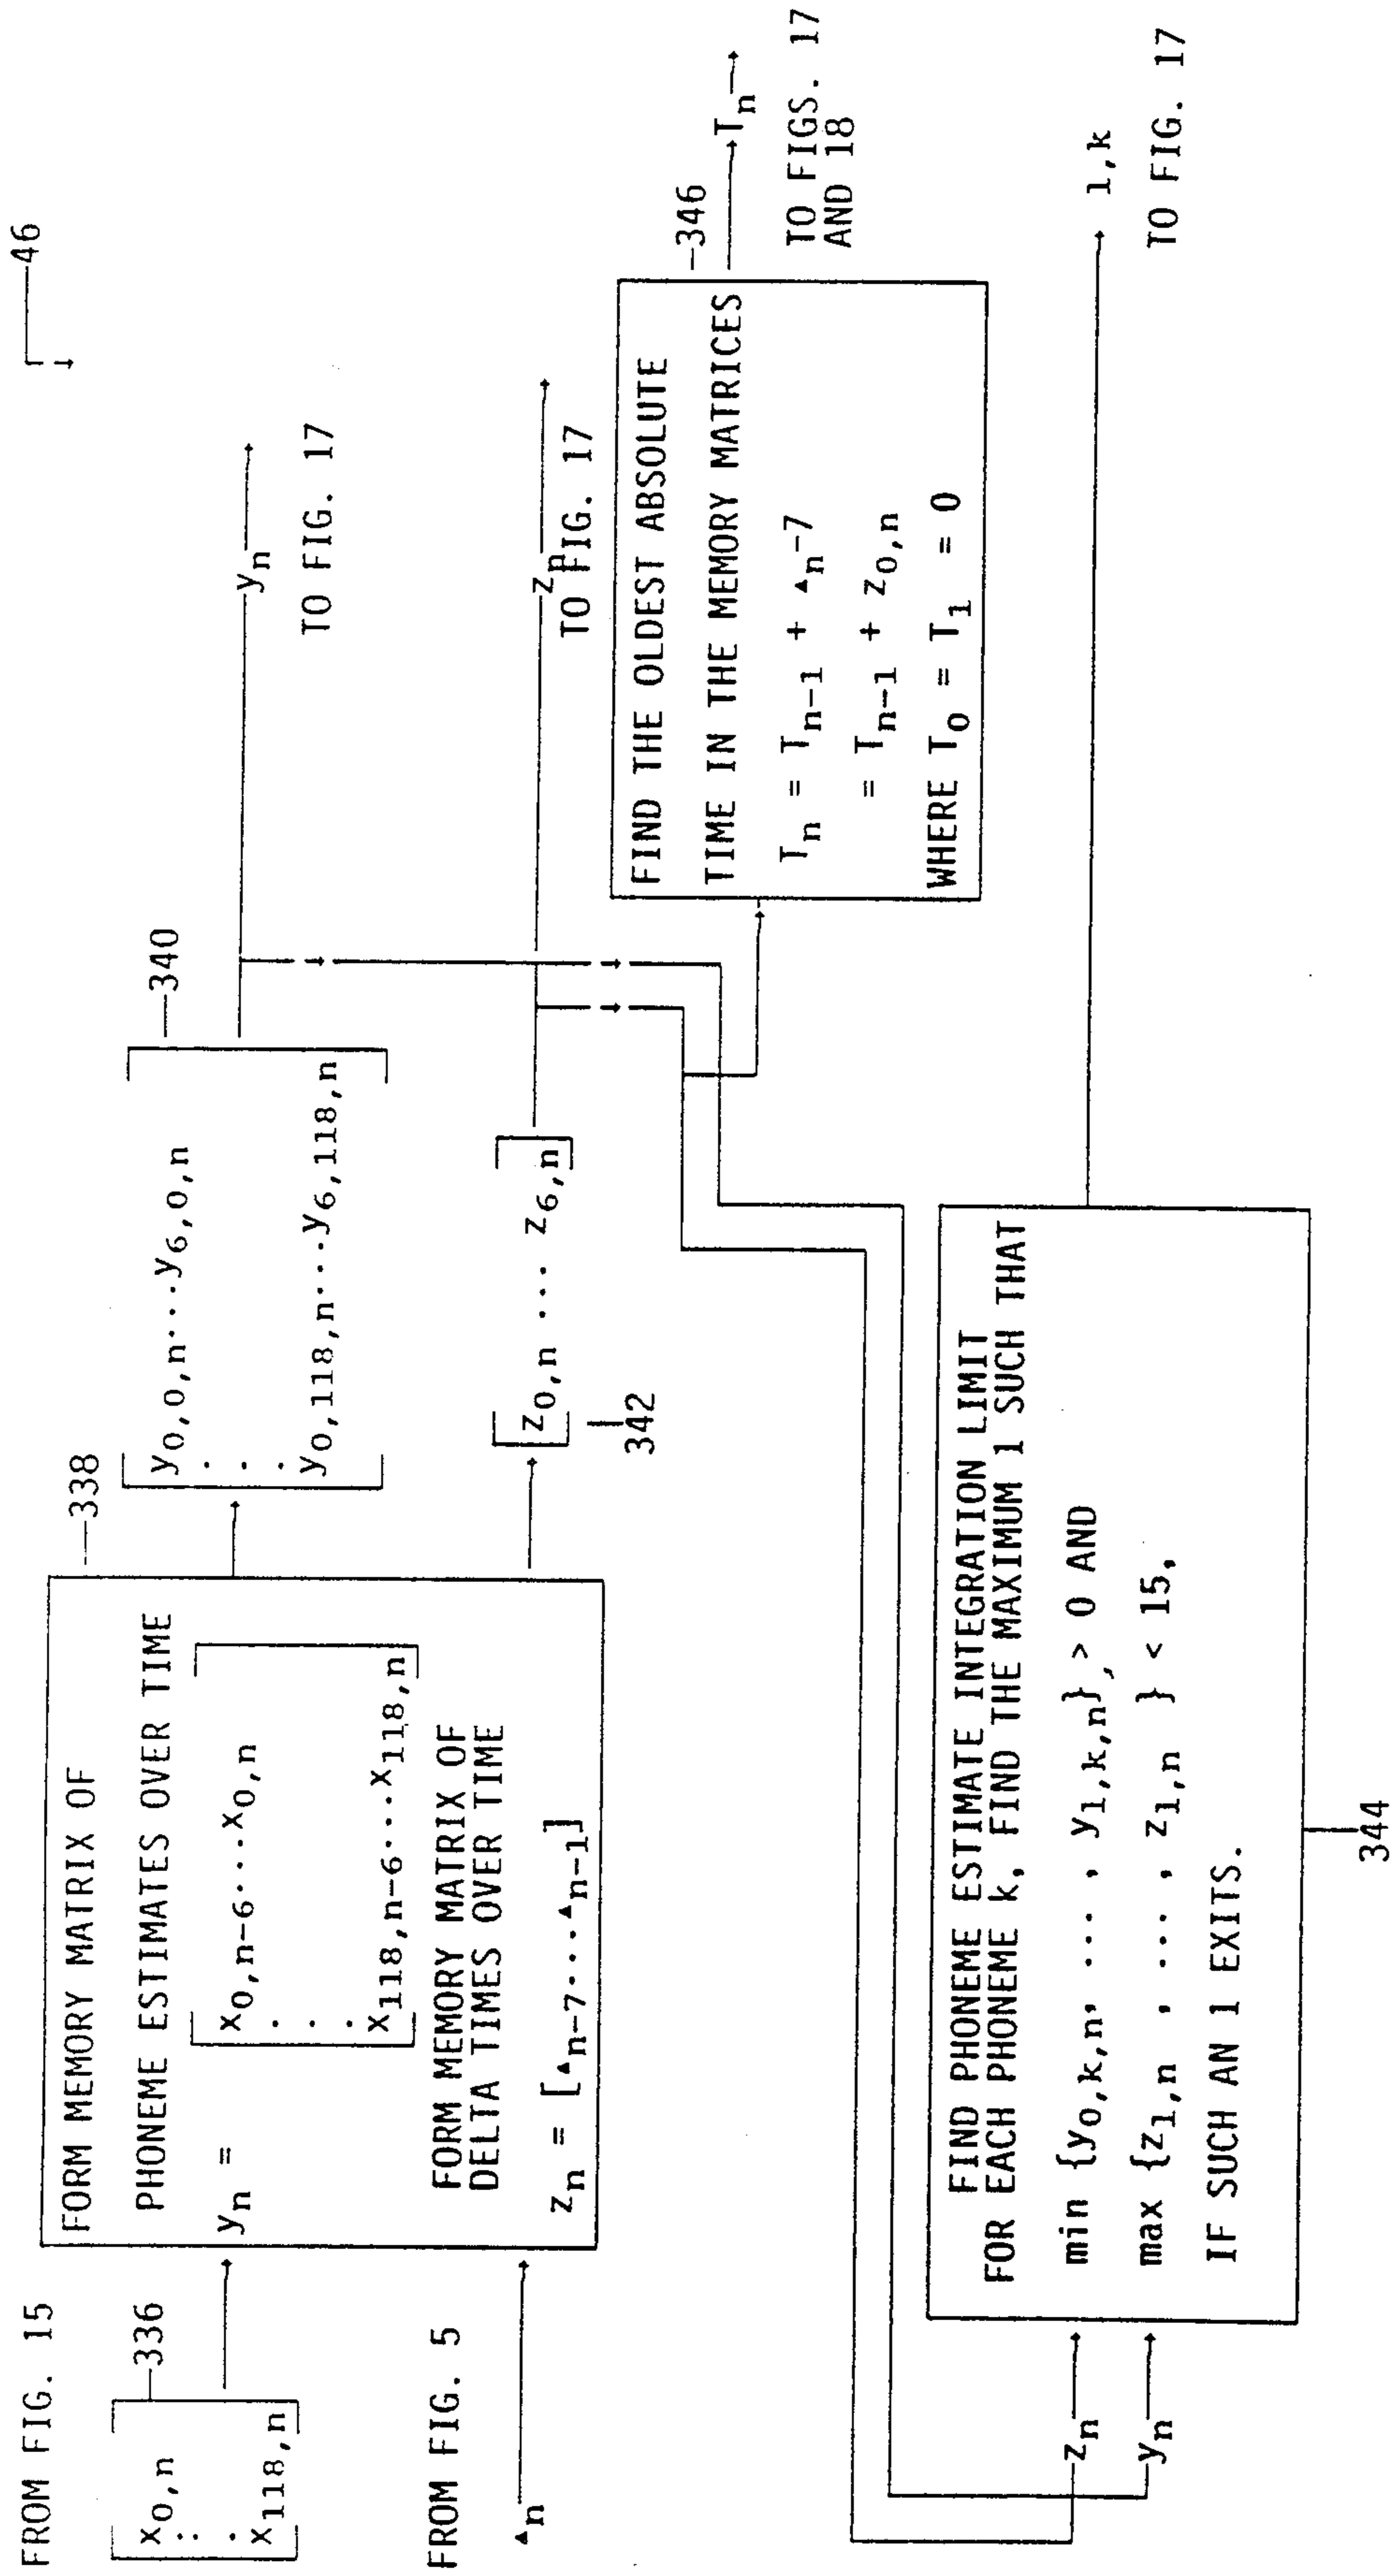 46
FROM FIG. 15
336
x0,n
:
.
x118,n
FROM FIG. 5
▲n
338
FORM MEMORY MATRIX OF
PHONEME ESTIMATES OVER TIME
yn =
x0,n-6···x0,n
.
.
.
x118,n-6···x118,n
FORM MEMORY MATRIX OF
DELTA TIMES OVER TIME
zn = [▲n-7···▲n-1]
340
y0,0,n···y6,0,n
.
.
.
y0,118,n···y6,118,n
yn
TO FIG. 17
z0,n ··· z6,n
342
zn
TO FIG. 17
346
FIND THE OLDEST ABSOLUTE
TIME IN THE MEMORY MATRICES
Tn = Tn-1 + ▲n-7
= Tn-1 + z0,n
WHERE T0 = T1 = 0
Tn
TO FIGS. 17
AND 18
zn
yn
FIND PHONEME ESTIMATE INTEGRATION LIMIT
FOR EACH PHONEME k, FIND THE MAXIMUM l SUCH THAT
min {y0,k,n, ··· , yl,k,n}, > 0 AND
max {z1,n , ··· , zl,n } < 15,
IF SUCH AN l EXITS.
344
l,k
TO FIG. 17